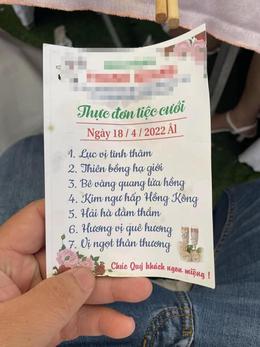 Thực đơn tiệc cưới
Ngày 18 / 4 / 2022 ÂL
1. Lục vị tình thâm
2. Thiên bồng hạ giới
3. Bê vàng quang lửa hồng
4. Kim ngư hấp Hồng Kông
5. Hải hà đằm thắm
6. Hương vị quê hương
7. Vị ngọt thân thương
Chúc Quý khách ngon miệng !